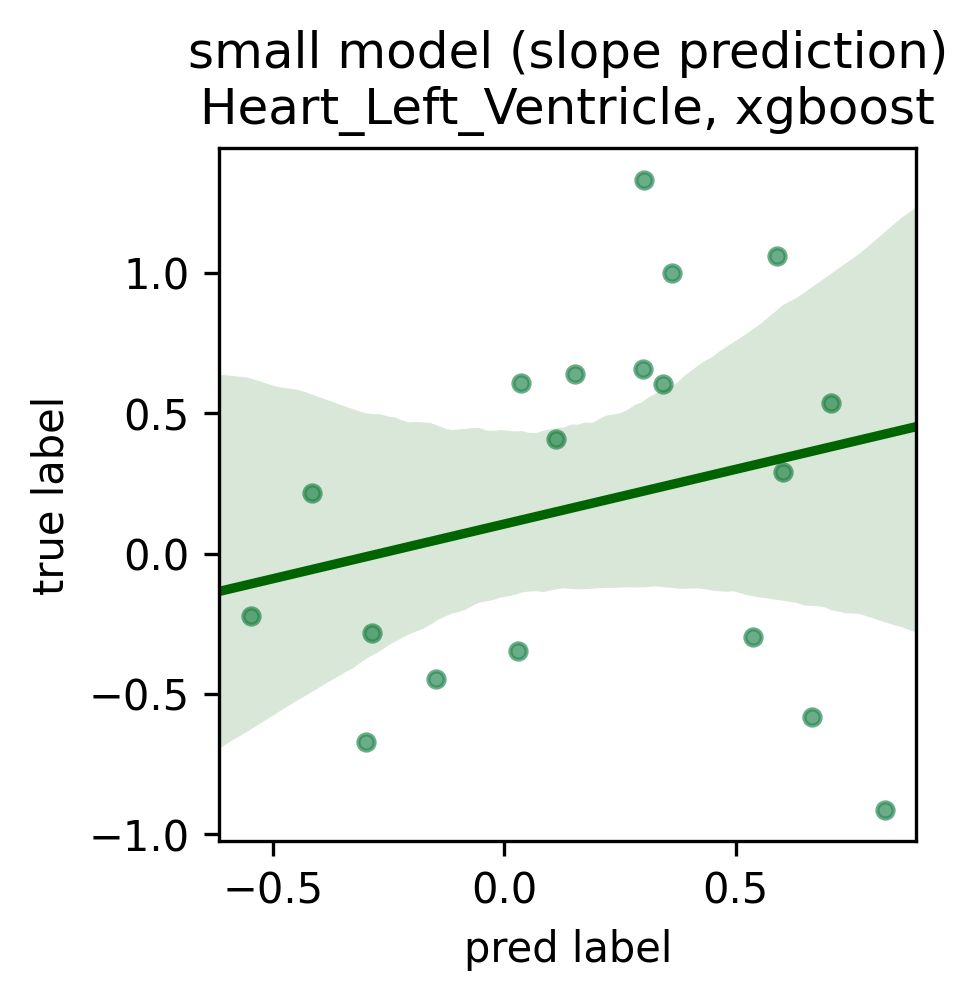 small model (slope prediction)
Heart_Left_Ventricle, xgboost
true label
1.0
0.5
0.0
−0.5
−1.0
−0.5
0.0
0.5
pred label